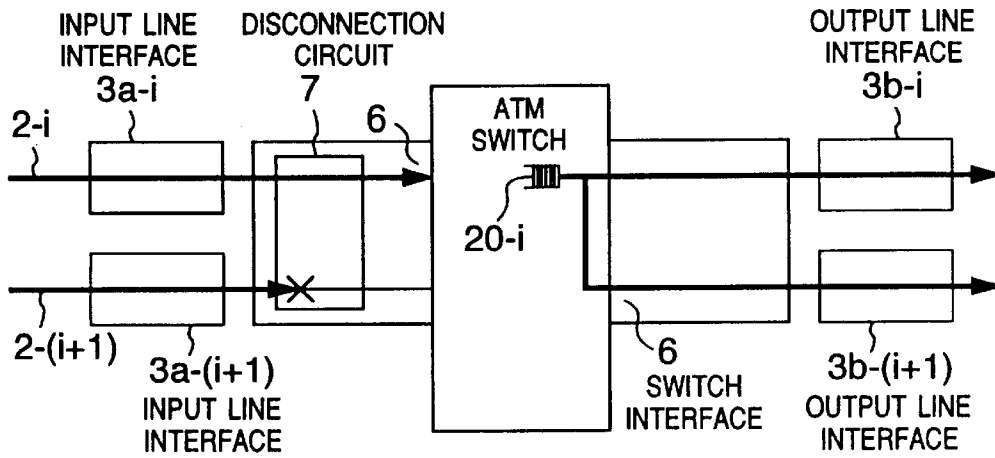 INPUT LINE
INTERFACE
3a-i
DISCONNECTION
CIRCUIT
7
OUTPUT LINE
INTERFACE
3b-i
2-i
6
ATM
SWITCH
20-i
2-(i+1)
3a-(i+1)
INPUT LINE
INTERFACE
6
SWITCH
INTERFACE
3b-(i+1)
OUTPUT LINE
INTERFACE